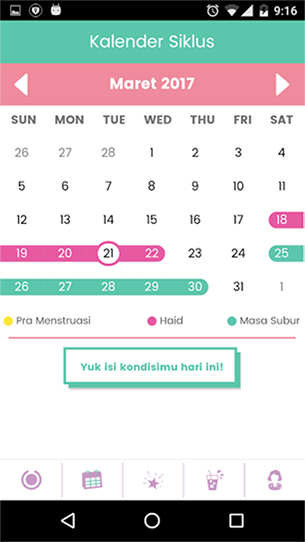 9:16
Kalender Siklus
Maret 2017
SUN MON TUE WED THU FRI SAT
26 27 28 1 2 3 4
5 6 7 8 9 10 11
12 13 14 15 16 17 18
19 20 21 22 23 24 25
26 27 28 29 30 31 1
Pra Menstruasi Haid Masa Subur
Yuk isi kondisimu hari ini!